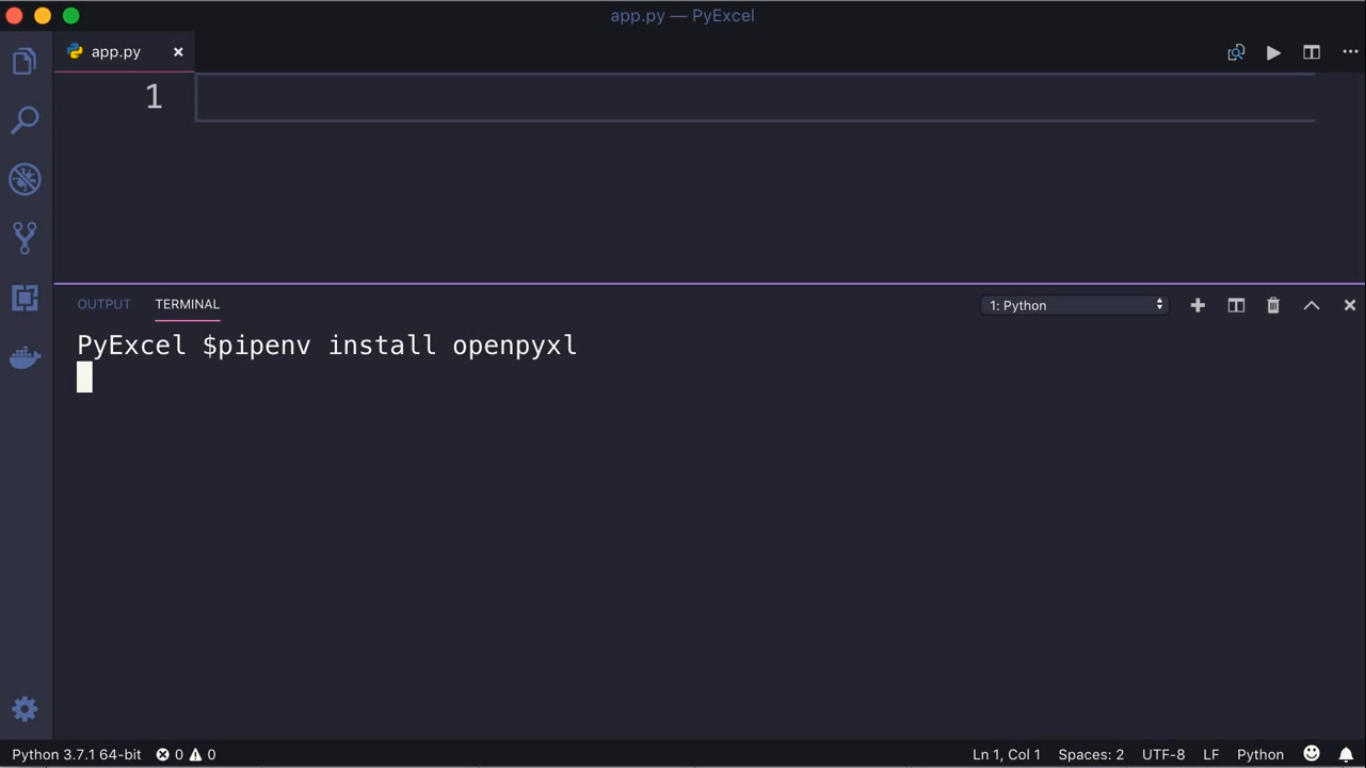 app.py — PyExcel
app.py
1
OUTPUT TERMINAL 1: Python
PyExcel $pipenv install openpyxl
Python 3.7.1 64-bit 0 0 Ln 1, Col 1 Spaces: 2 UTF-8 LF Python